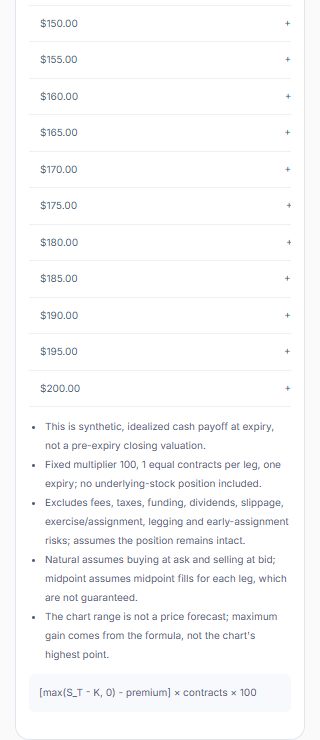 $150.00 +
$155.00 +
$160.00 +
$165.00 +
$170.00 +
$175.00 +
$180.00 +
$185.00 +
$190.00 +
$195.00 +
$200.00 +
• This is synthetic, idealized cash payoff at expiry,
not a pre-expiry closing valuation.
• Fixed multiplier 100, 1 equal contracts per leg, one
expiry; no underlying-stock position included.
• Excludes fees, taxes, funding, dividends, slippage,
exercise/assignment, legging and early-assignment
risks; assumes the position remains intact.
• Natural assumes buying at ask and selling at bid;
midpoint assumes midpoint fills for each leg, which
are not guaranteed.
• The chart range is not a price forecast; maximum
gain comes from the formula, not the chart's
highest point.
[max(S_T - K, 0) - premium] × contracts × 100